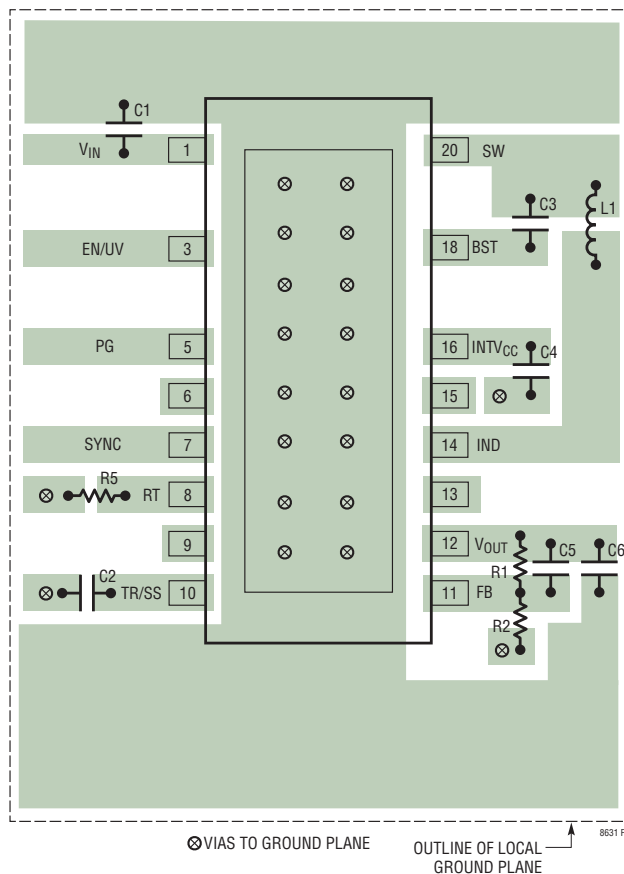 C1
VIN 1
20 SW
C3
L1
EN/UV 3
18 BST
PG 5
16 INTVCC
C4
6
15
SYNC 7
14 IND
R5
RT 8
13
9
12 VOUT
C5
C6
R1
C2
TR/SS 10
11 FB
R2
VIAS TO GROUND PLANE
OUTLINE OF LOCAL
GROUND PLANE
8631 F